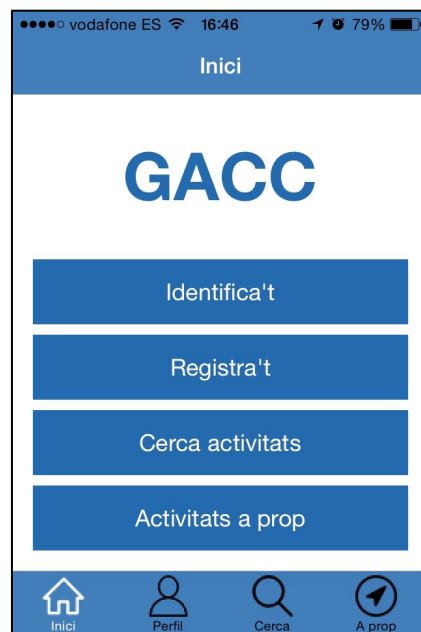 vodafone ES 16:46 79%
Inici
GACC
Identifica't
Registra't
Cerca activitats
Activitats a prop
Inici Perfil Cerca A prop